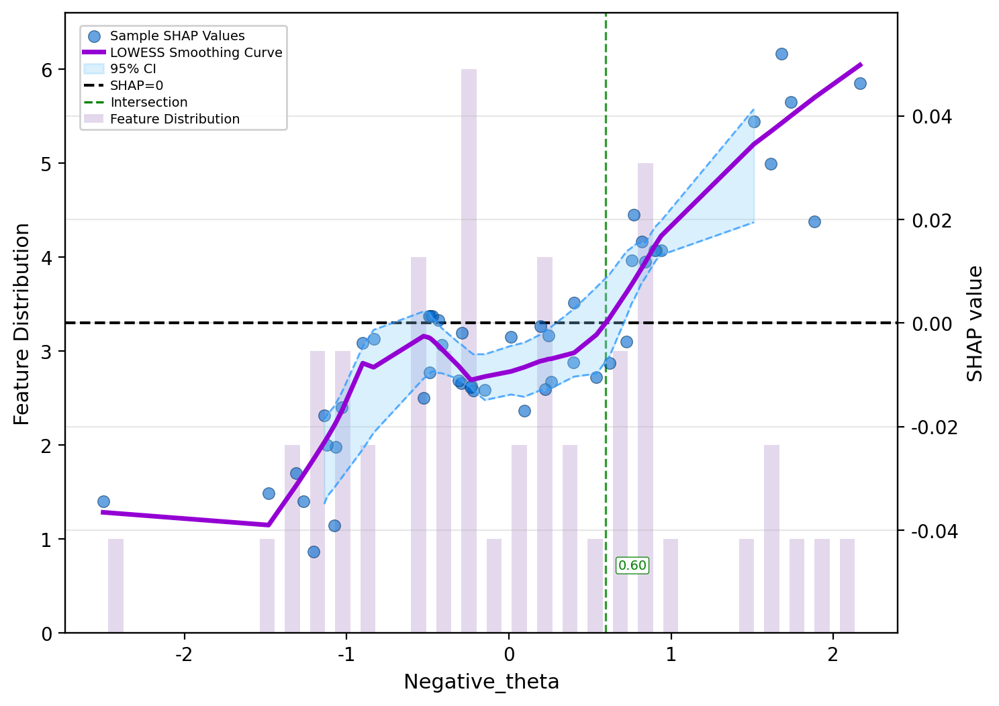 Sample SHAP Values
LOWESS Smoothing Curve
95% CI
SHAP=0
Intersection
Feature Distribution
6
5
4
3
2
1
0
Feature Distribution
0.04
0.02
0.00
-0.02
-0.04
SHAP value
0.60
-2
-1
0
1
2
Negative_theta